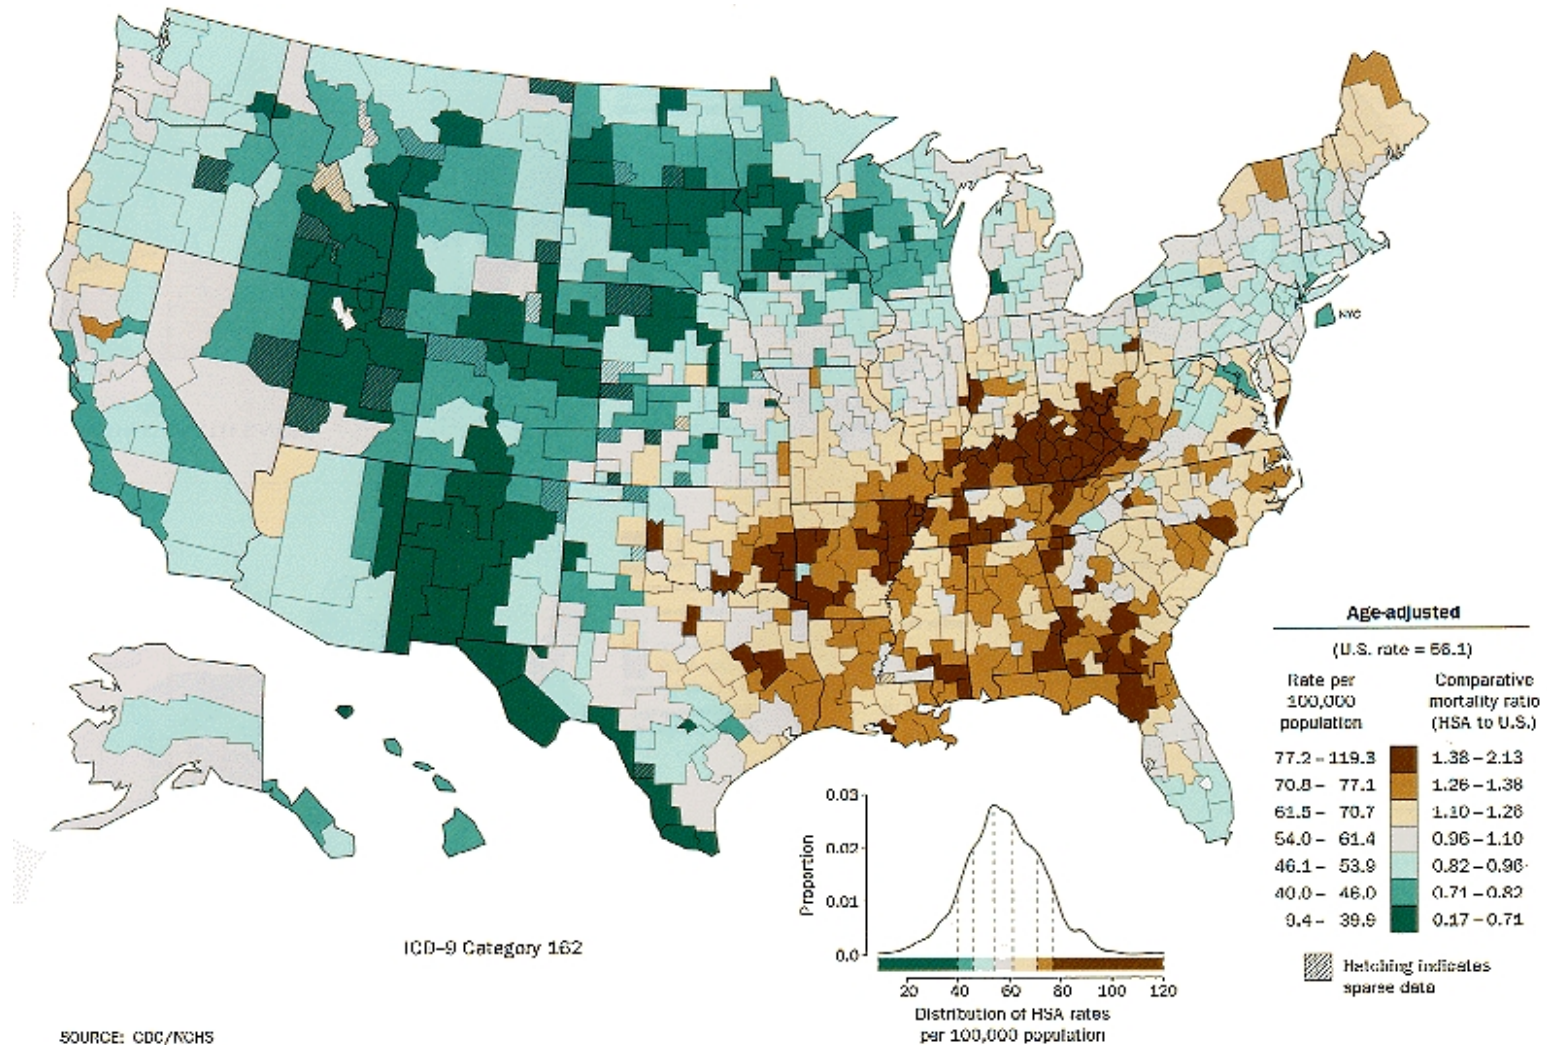 NYC
Age-adjusted
(U.S. rate = 56.1)
Rate per
100,000
population
Comparative
mortality ratio
(HSA to U.S.)
77.2 – 119.3 1.38 – 2.13
70.8 – 77.1 1.26 – 1.38
61.5 – 70.7 1.10 – 1.26
54.0 – 61.4 0.96 – 1.10
46.1 – 53.9 0.82 – 0.96
40.0 – 46.0 0.71 – 0.82
9.4 – 39.9 0.17 – 0.71
Hatching indicates
sparse data
0.03
0.02
0.01
0.0
Proportion
20 40 60 80 100 120
Distribution of HSA rates
per 100,000 population
ICD–9 Category 162
SOURCE: CDC/NCHS